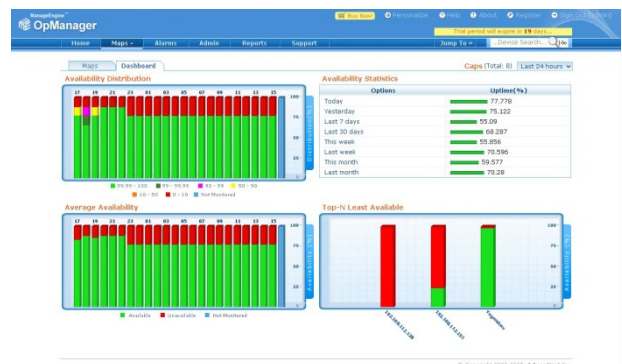 ManageEngine
OpManager
Buy Now! Personalize Help About Register Sign Out
Trial period will expire in 19 days
Home Maps Alarms Admin Reports Support Jump To Device Search... Go
Maps Dashboard
Caps (Total: 8) Last 24 hours
Availability Distribution
17 19 21 23 01 03 05 07 09 11 13 15
100
75
50
25
0
Distribution(%)
99.99 - 100 99 - 99.99 90 - 99 50 - 90
10 - 50 0 - 10 Not Monitored
Availability Statistics
Options Uptime(%)
Today 77.778
Yesterday 75.122
Last 7 days 55.09
Last 30 days 68.287
This week 55.856
Last week 70.596
This month 59.577
Last month 70.28
Average Availability
17 19 21 23 01 03 05 07 09 11 13 15
100
75
50
25
0
Availability (%)
Available Unavailable Not Monitored
Top-N Least Available
100
75
50
25
0
Availability (%)